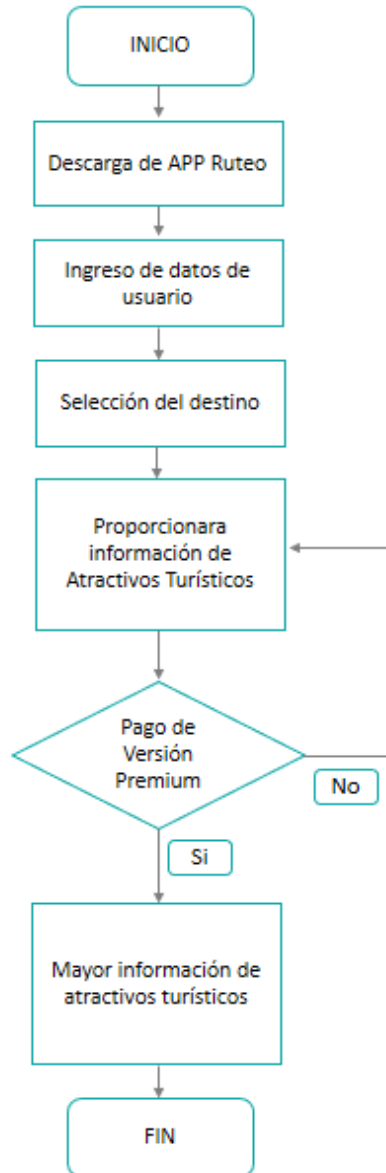 INICIO
Descarga de APP Ruteo
Ingreso de datos de
usuario
Selección del destino
Proporcionara
información de
Atractivos Turísticos
Pago de
Versión
Premium
No
Si
Mayor información de
atractivos turísticos
FIN